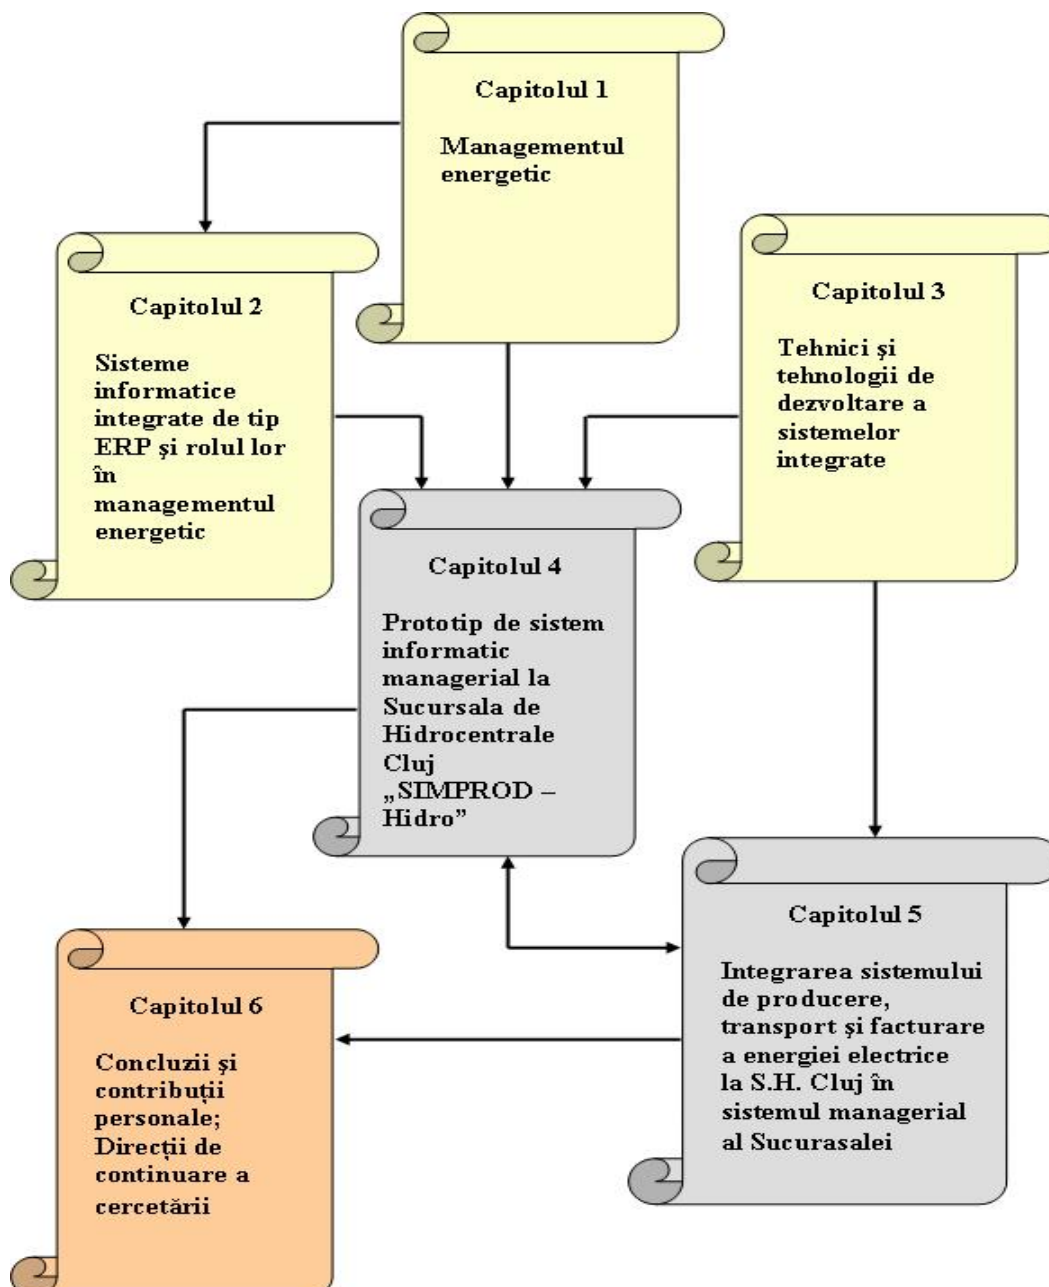 Capitolul 1
Managementul
energetic
Capitolul 2
Sisteme
informatice
integrate de tip
ERP şi rolul lor
în
managementul
energetic
Capitolul 3
Tehnici şi
tehnologii de
dezvoltare a
sistemelor
integrate
Capitolul 4
Prototip de sistem
informatic
managerial la
Sucursala de
Hidrocentrale
Cluj
„SIMPROD –
Hidro”
Capitolul 5
Integrarea sistemului
de producere,
transport şi facturare
a energiei electrice
la S.H. Cluj în
sistemul managerial
al Sucurasalei
Capitolul 6
Concluzii şi
contribuţii
personale;
Direcţii de
continuare a
cercetării